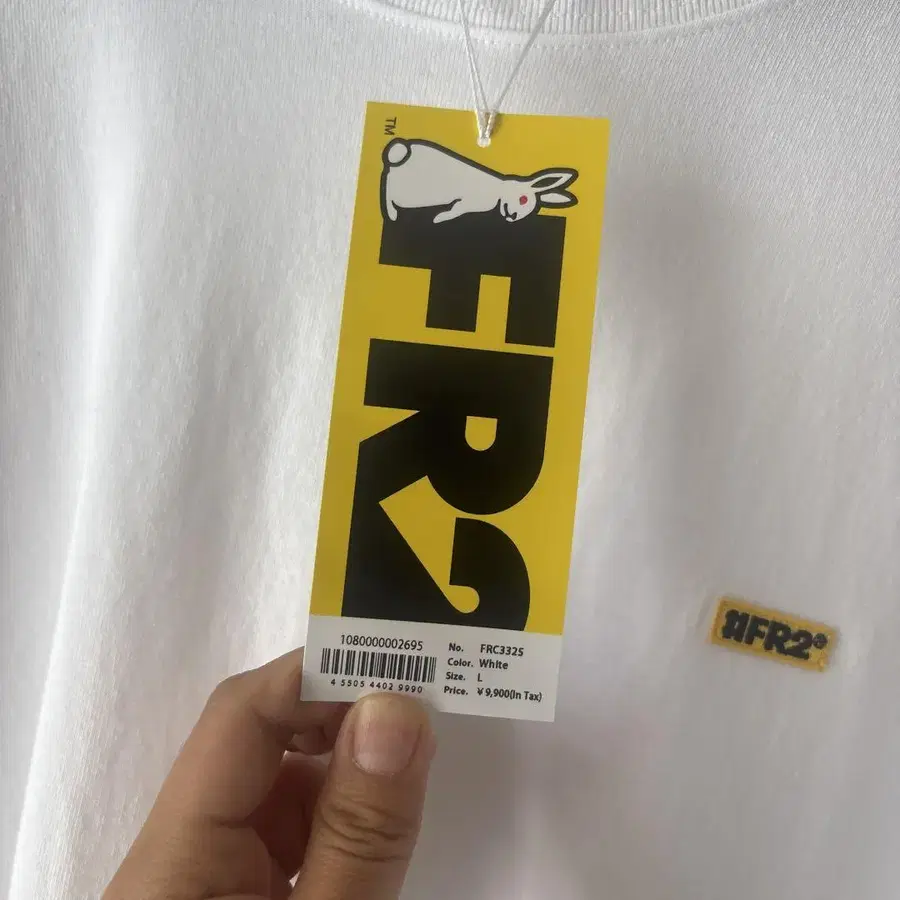 TM
FR2
1080000002695
4 5505 4402 9990
No. FRC3325
Color. White
Size. L
Price. ¥9,900(In Tax)
#FR2®